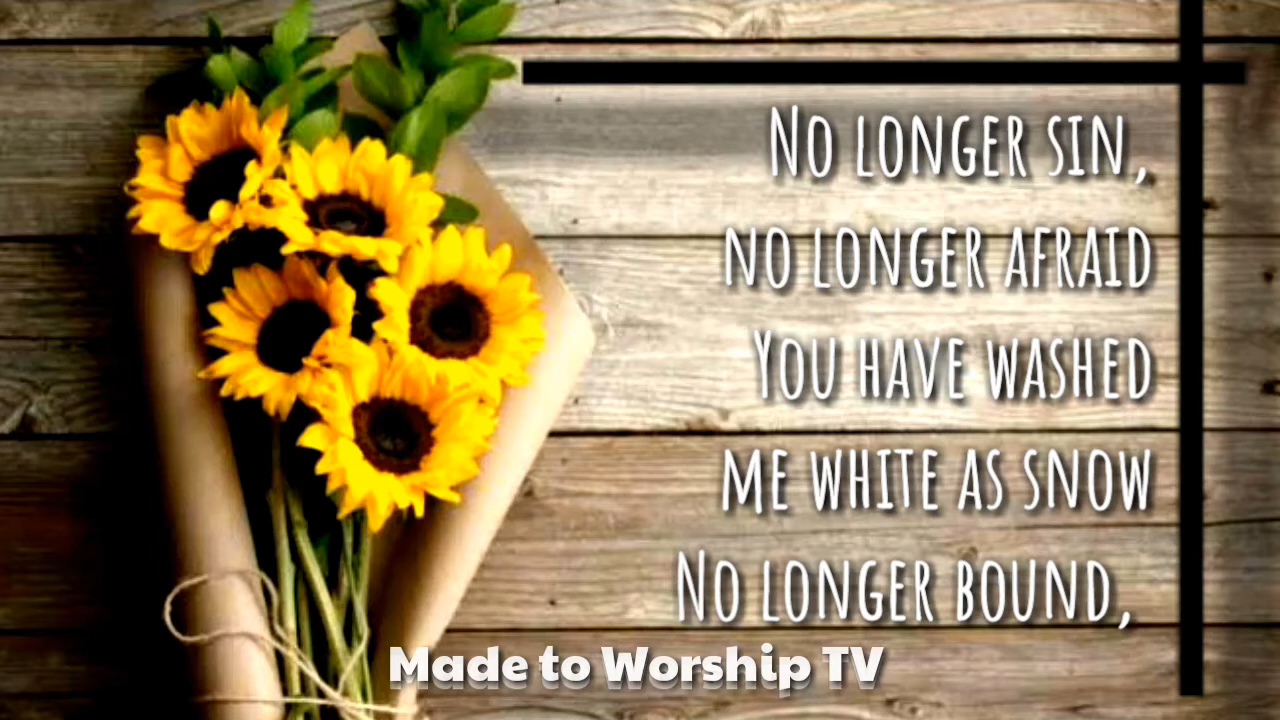 No longer sin,
no longer afraid
You have washed
me white as snow
No longer bound,
Made to Worship TV